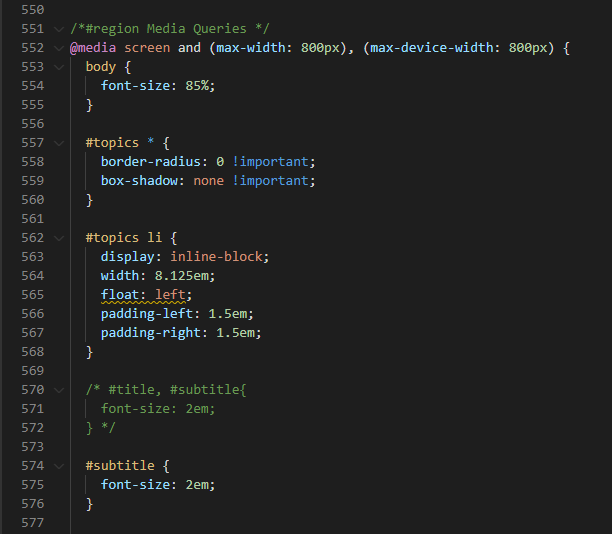 550
551 /*#region Media Queries */
552 @media screen and (max-width: 800px), (max-device-width: 800px) {
553 body {
554 font-size: 85%;
555 }
556
557 #topics * {
558 border-radius: 0 !important;
559 box-shadow: none !important;
560 }
561
562 #topics li {
563 display: inline-block;
564 width: 8.125em;
565 float: left;
566 padding-left: 1.5em;
567 padding-right: 1.5em;
568 }
569
570 /* #title, #subtitle{
571 font-size: 2em;
572 } */
573
574 #subtitle {
575 font-size: 2em;
576 }
577